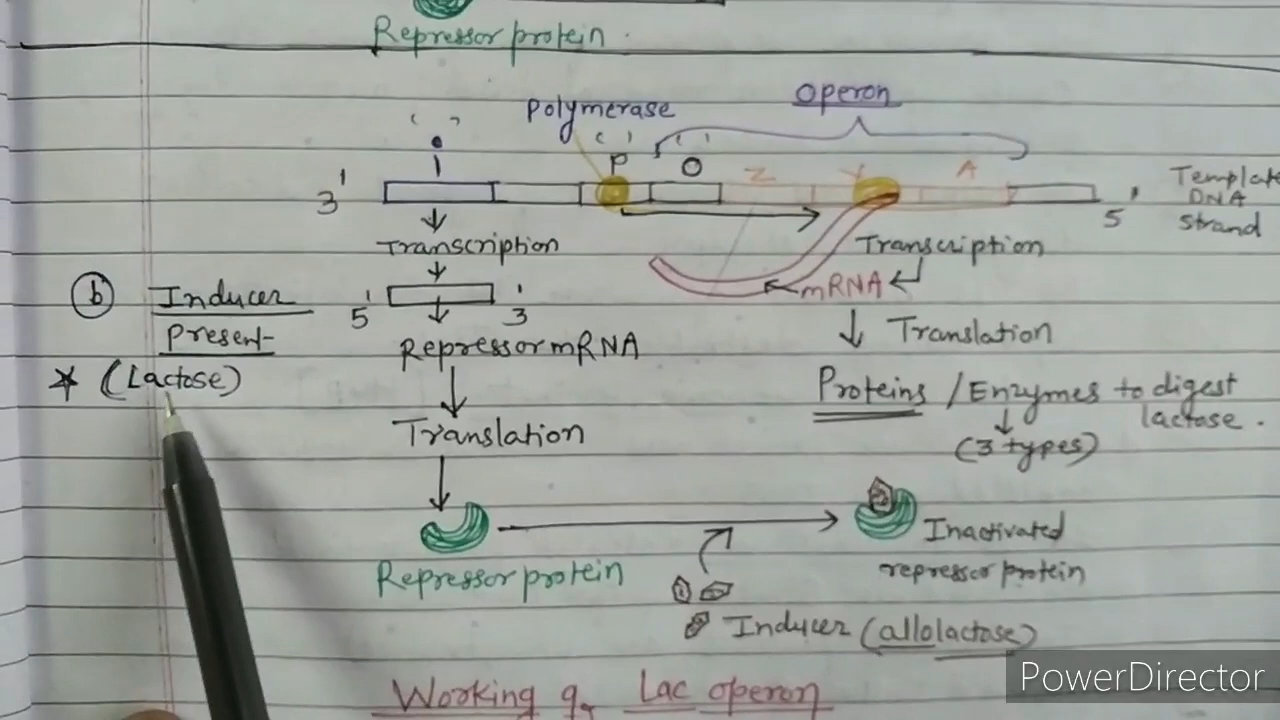 Repressor protein.
Operon
Polymerase
' i '
' P '
' O '
Z Y A
3'
5'
Template
DNA
strand
Transcription
Transcription
mRNA
(b) Inducer
Present
* (Lactose)
5' 3'
Repressor mRNA
Translation
Translation
Proteins / Enzymes to digest
lactose.
(3 types)
Repressor protein
Inactivated
repressor protein
Inducer (allolactose)
Working of Lac operon
PowerDirector